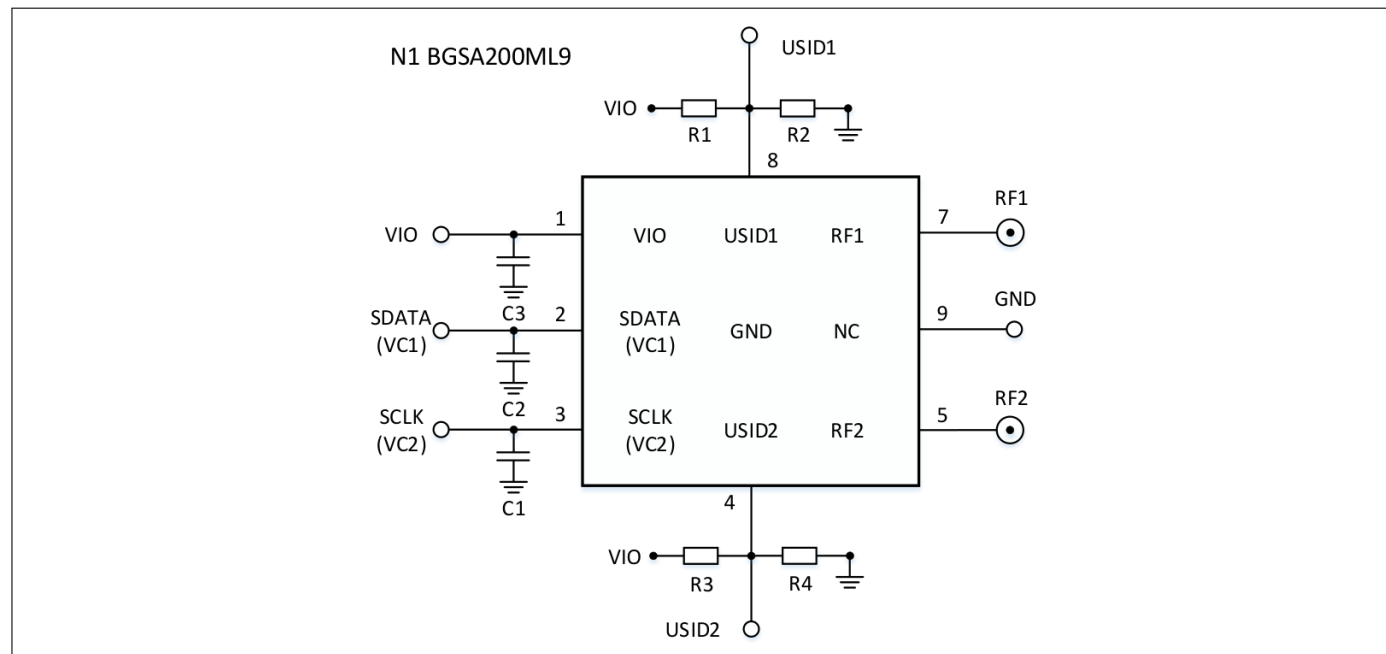 N1 BGSA200ML9
USID1
VIO
R1
R2
8
1
7
RF1
VIO
VIO
USID1
RF1
C3
2
9
GND
SDATA
(VC1)
SDATA
(VC1)
GND
NC
C2
3
5
RF2
SCLK
(VC2)
SCLK
(VC2)
USID2
RF2
C1
4
VIO
R3
R4
USID2